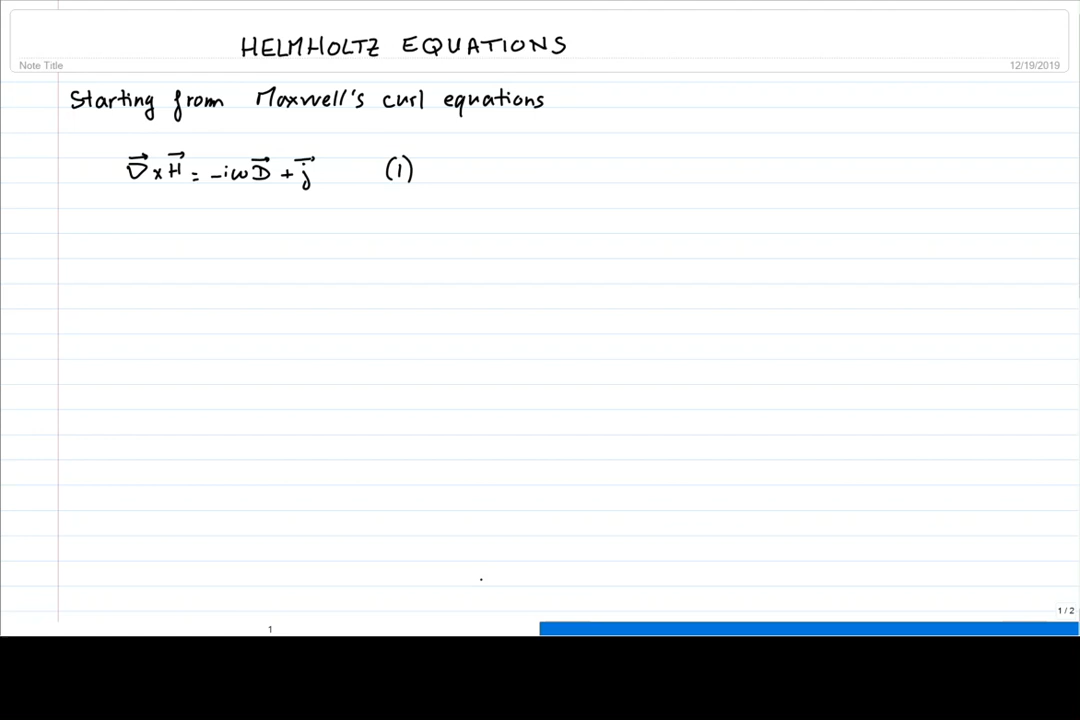 HELMHOLTZ EQUATIONS
Note Title
12/19/2019
Starting from Maxwell's curl equations
∇⃗ × H⃗ = -iωD⃗ + j⃗ (1)
1 / 2
1